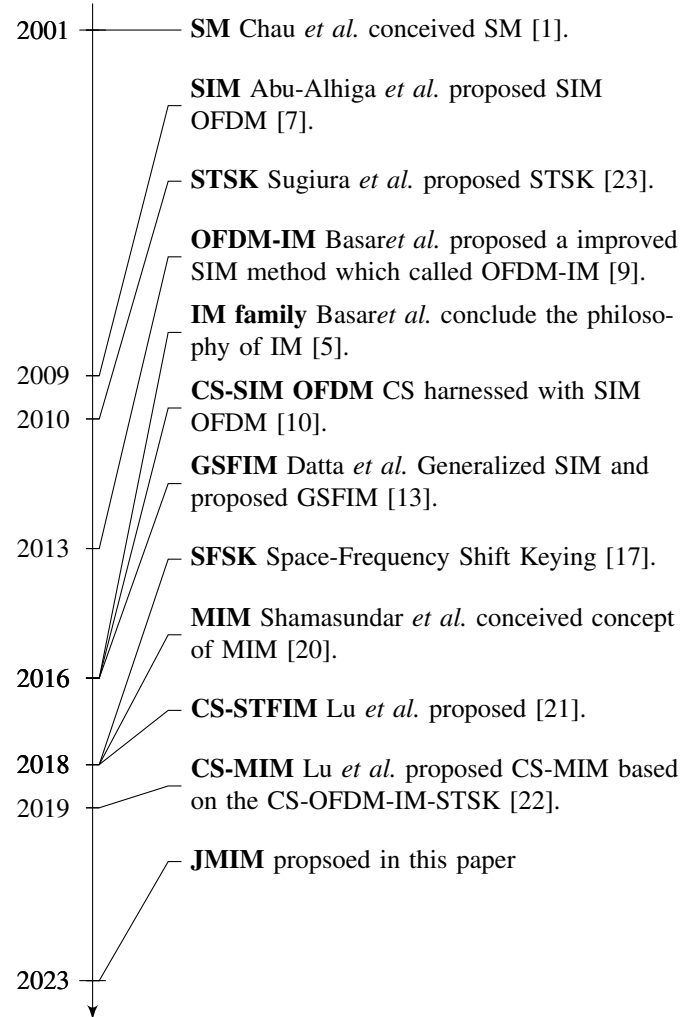 2001
SM Chau et al. conceived SM [1].
SIM Abu-Alhiga et al. proposed SIM
OFDM [7].
STSK Sugiura et al. proposed STSK [23].
OFDM-IM Basaret al. proposed a improved
SIM method which called OFDM-IM [9].
IM family Basaret al. conclude the philoso-
phy of IM [5].
2009
CS-SIM OFDM CS harnessed with SIM
OFDM [10].
2010
GSFIM Datta et al. Generalized SIM and
proposed GSFIM [13].
2013
SFSK Space-Frequency Shift Keying [17].
MIM Shamasundar et al. conceived concept
of MIM [20].
2016
CS-STFIM Lu et al. proposed [21].
2018
CS-MIM Lu et al. proposed CS-MIM based
on the CS-OFDM-IM-STSK [22].
2019
JMIM propsoed in this paper
2023